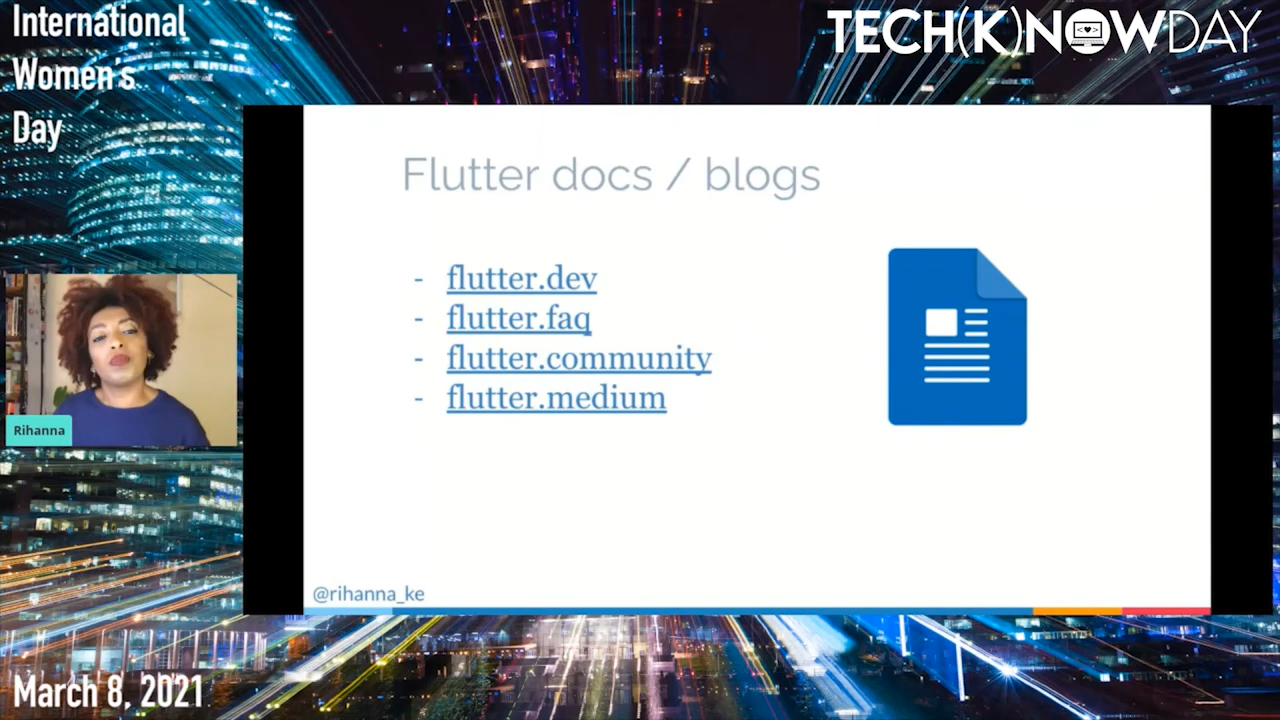 International
Women's
Day
TECH(K)NOWDAY
Flutter docs / blogs
- flutter.dev
- flutter.faq
- flutter.community
- flutter.medium
Rihanna
@rihanna_ke
March 8, 2021